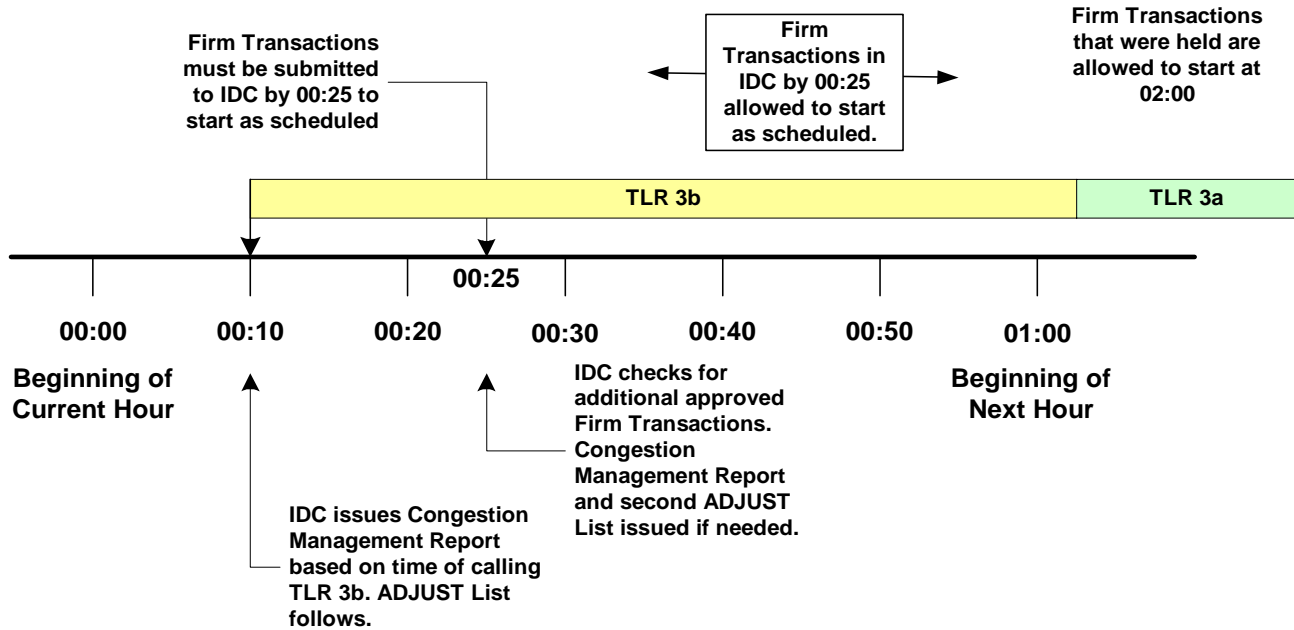 Firm Transactions
must be submitted
to IDC by 00:25 to
start as scheduled
Firm
Transactions in
IDC by 00:25
allowed to start
as scheduled.
Firm Transactions
that were held are
allowed to start at
02:00
TLR 3b
TLR 3a
00:25
00:00
00:10
00:20
00:30
00:40
00:50
01:00
Beginning of
Current Hour
Beginning of
Next Hour
IDC checks for
additional approved
Firm Transactions.
Congestion
Management Report
and second ADJUST
List issued if needed.
IDC issues Congestion
Management Report
based on time of calling
TLR 3b. ADJUST List
follows.